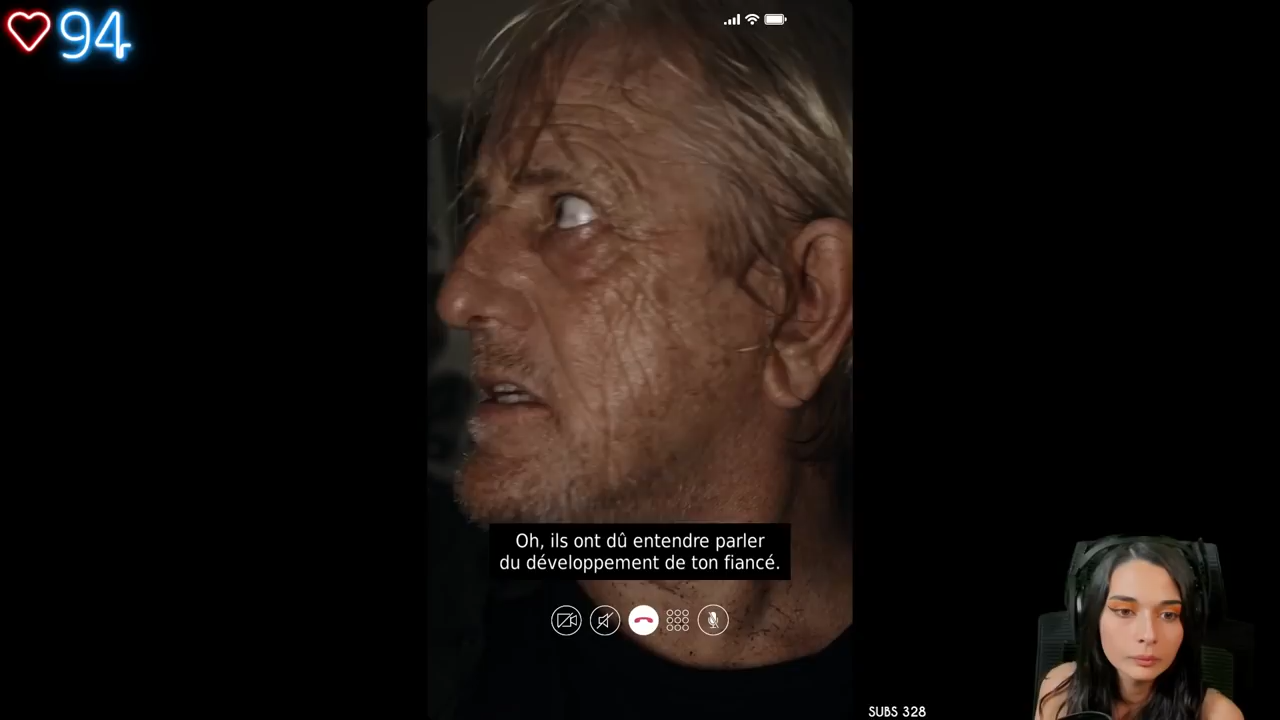 94
Oh, ils ont dû entendre parler
du développement de ton fiancé.
SUBS 328